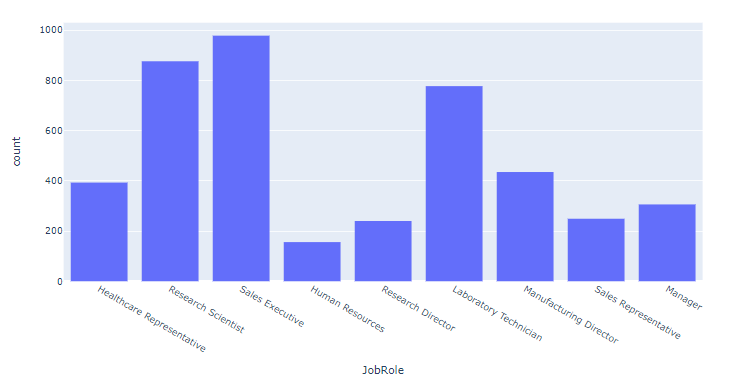 1000
800
600
400
200
0
count
Healthcare Representative
Research Scientist
Sales Executive
Human Resources
Research Director
Laboratory Technician
Manufacturing Director
Sales Representative
Manager
JobRole